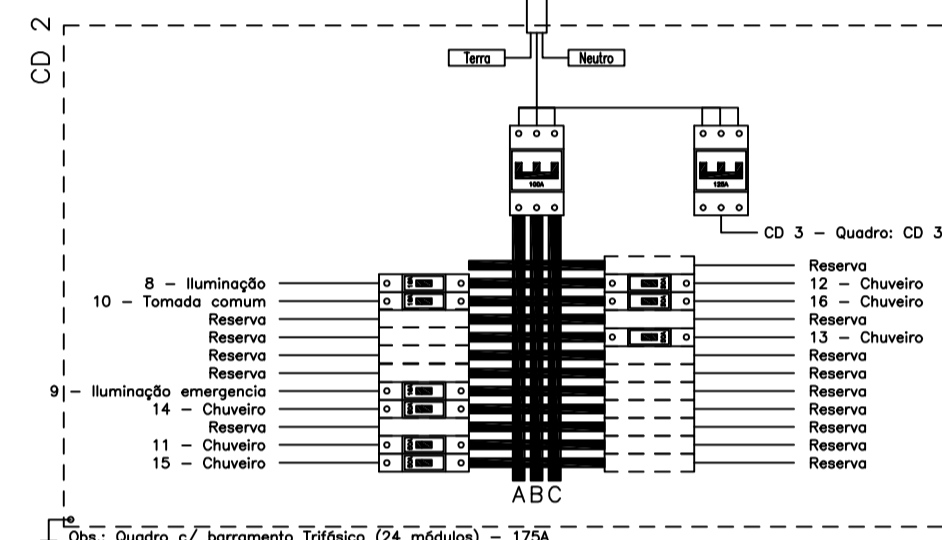 CD 2
Terra
Neutro
100A
125A
CD 3 – Quadro: CD 3
8 – Iluminação
10 – Tomada comum
Reserva
Reserva
Reserva
Reserva
9 – Iluminação emergencia
14 – Chuveiro
Reserva
11 – Chuveiro
15 – Chuveiro
Reserva
12 – Chuveiro
16 – Chuveiro
Reserva
13 – Chuveiro
Reserva
Reserva
Reserva
Reserva
Reserva
Reserva
Reserva
A B C
Obs.: Quadro c/ barramento Trifásico (24 módulos) – 175A